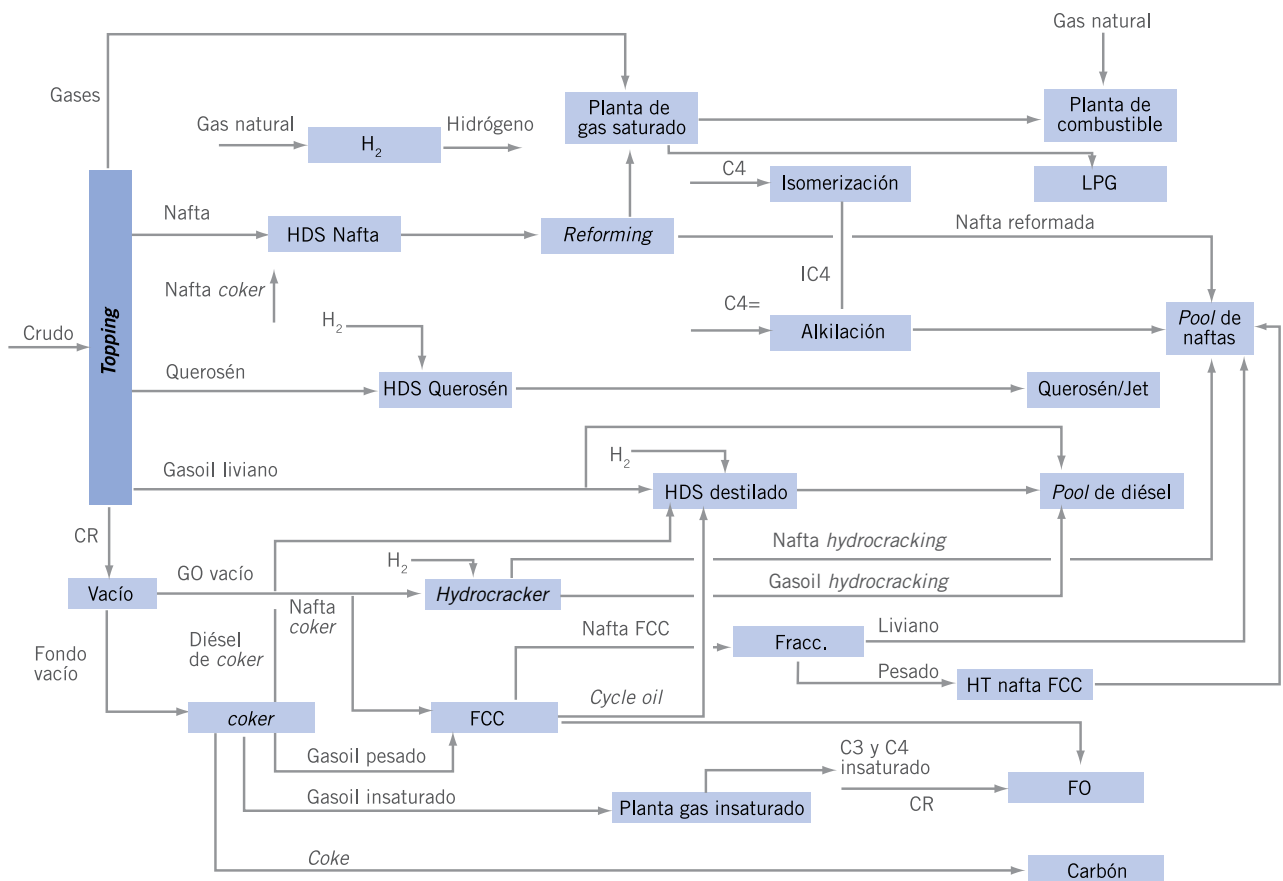 Gas natural
Gases
Planta de
gas saturado
Planta de
combustible
Gas natural
Hidrógeno
H2
C4
Isomerización
LPG
Nafta
HDS Nafta
Reforming
Nafta reformada
IC4
Nafta coker
H2
C4=
Alkilación
Pool de
naftas
Crudo
Topping
Querosén
HDS Querosén
Querosén/Jet
Gasoil liviano
H2
HDS destilado
Pool de diésel
CR
Nafta hydrocracking
GO vacío
H2
Gasoil hydrocracking
Vacío
Hydrocracker
Nafta
coker
Diésel
de coker
Nafta FCC
Fracc.
Liviano
Fondo
vacío
Pesado
HT nafta FCC
Cycle oil
coker
FCC
Gasoil pesado
C3 y C4
insaturado
Gasoil insaturado
Planta gas insaturado
CR
FO
Coke
Carbón